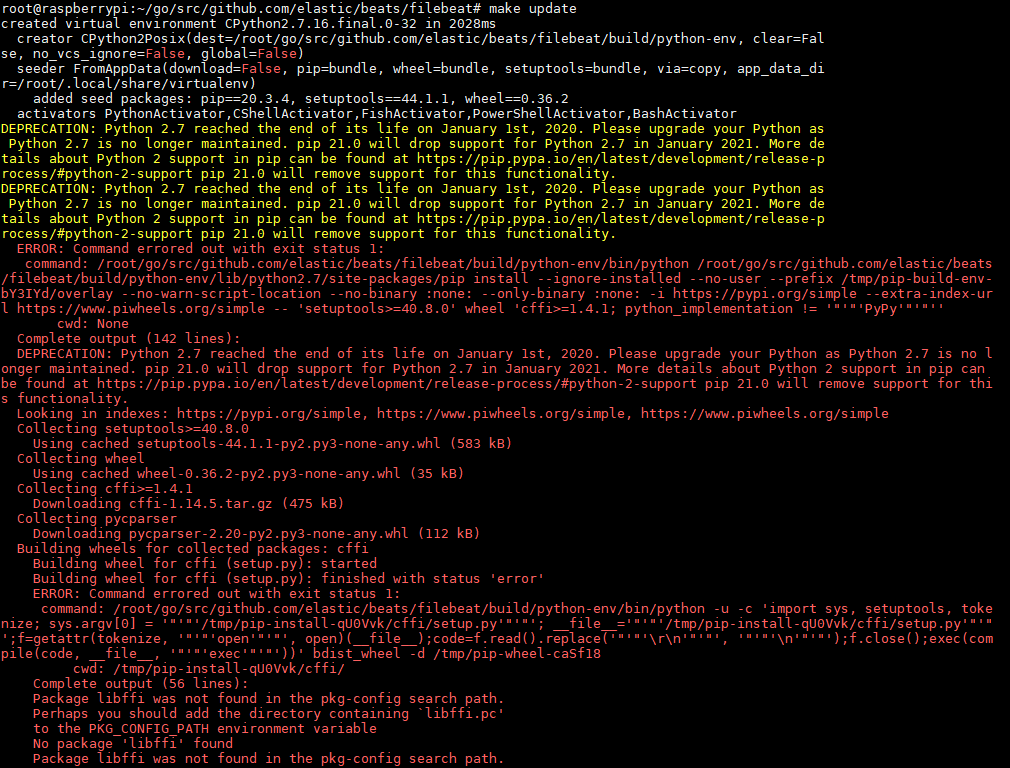 root@raspberrypi:~/go/src/github.com/elastic/beats/filebeat# make update
created virtual environment CPython2.7.16.final.0-32 in 2028ms
  creator CPython2Posix(dest=/root/go/src/github.com/elastic/beats/filebeat/build/python-env, clear=Fal
se, no_vcs_ignore=False, global=False)
  seeder FromAppData(download=False, pip=bundle, wheel=bundle, setuptools=bundle, via=copy, app_data_di
r=/root/.local/share/virtualenv)
    added seed packages: pip==20.3.4, setuptools==44.1.1, wheel==0.36.2
  activators PythonActivator,CShellActivator,FishActivator,PowerShellActivator,BashActivator
DEPRECATION: Python 2.7 reached the end of its life on January 1st, 2020. Please upgrade your Python as
 Python 2.7 is no longer maintained. pip 21.0 will drop support for Python 2.7 in January 2021. More de
tails about Python 2 support in pip can be found at https://pip.pypa.io/en/latest/development/release-p
rocess/#python-2-support pip 21.0 will remove support for this functionality.
DEPRECATION: Python 2.7 reached the end of its life on January 1st, 2020. Please upgrade your Python as
 Python 2.7 is no longer maintained. pip 21.0 will drop support for Python 2.7 in January 2021. More de
tails about Python 2 support in pip can be found at https://pip.pypa.io/en/latest/development/release-p
rocess/#python-2-support pip 21.0 will remove support for this functionality.
  ERROR: Command errored out with exit status 1:
   command: /root/go/src/github.com/elastic/beats/filebeat/build/python-env/bin/python /root/go/src/github.com/elastic/beats
/filebeat/build/python-env/lib/python2.7/site-packages/pip install --ignore-installed --no-user --prefix /tmp/pip-build-env-
bY3IYd/overlay --no-warn-script-location --no-binary :none: --only-binary :none: -i https://pypi.org/simple --extra-index-ur
l https://www.piwheels.org/simple -- 'setuptools>=40.8.0' wheel 'cffi>=1.4.1; python_implementation != '"'"'PyPy'"'"''
       cwd: None
  Complete output (142 lines):
  DEPRECATION: Python 2.7 reached the end of its life on January 1st, 2020. Please upgrade your Python as Python 2.7 is no l
onger maintained. pip 21.0 will drop support for Python 2.7 in January 2021. More details about Python 2 support in pip can
be found at https://pip.pypa.io/en/latest/development/release-process/#python-2-support pip 21.0 will remove support for thi
s functionality.
  Looking in indexes: https://pypi.org/simple, https://www.piwheels.org/simple, https://www.piwheels.org/simple
  Collecting setuptools>=40.8.0
    Using cached setuptools-44.1.1-py2.py3-none-any.whl (583 kB)
  Collecting wheel
    Using cached wheel-0.36.2-py2.py3-none-any.whl (35 kB)
  Collecting cffi>=1.4.1
    Downloading cffi-1.14.5.tar.gz (475 kB)
  Collecting pycparser
    Downloading pycparser-2.20-py2.py3-none-any.whl (112 kB)
  Building wheels for collected packages: cffi
    Building wheel for cffi (setup.py): started
    Building wheel for cffi (setup.py): finished with status 'error'
    ERROR: Command errored out with exit status 1:
     command: /root/go/src/github.com/elastic/beats/filebeat/build/python-env/bin/python -u -c 'import sys, setuptools, toke
nize; sys.argv[0] = '"'"'/tmp/pip-install-qU0Vvk/cffi/setup.py'"'"'; __file__='"'"'/tmp/pip-install-qU0Vvk/cffi/setup.py'"'"
';f=getattr(tokenize, '"'"'open'"'"', open)(__file__);code=f.read().replace('"'"'\r\n'"'"', '"'"'\n'"'"');f.close();exec(com
pile(code, __file__, '"'"'exec'"'"'))' bdist_wheel -d /tmp/pip-wheel-caSf18
         cwd: /tmp/pip-install-qU0Vvk/cffi/
    Complete output (56 lines):
    Package libffi was not found in the pkg-config search path.
    Perhaps you should add the directory containing `libffi.pc'
    to the PKG_CONFIG_PATH environment variable
    No package 'libffi' found
    Package libffi was not found in the pkg-config search path.